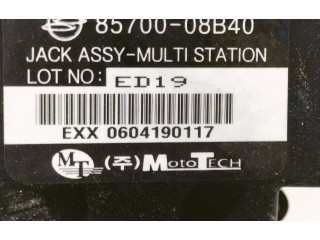 85700-08B40
JACK ASSY-MULTI STATION
LOT NO: ED19
EXX 0604190117
MT (주)MOTOTECH